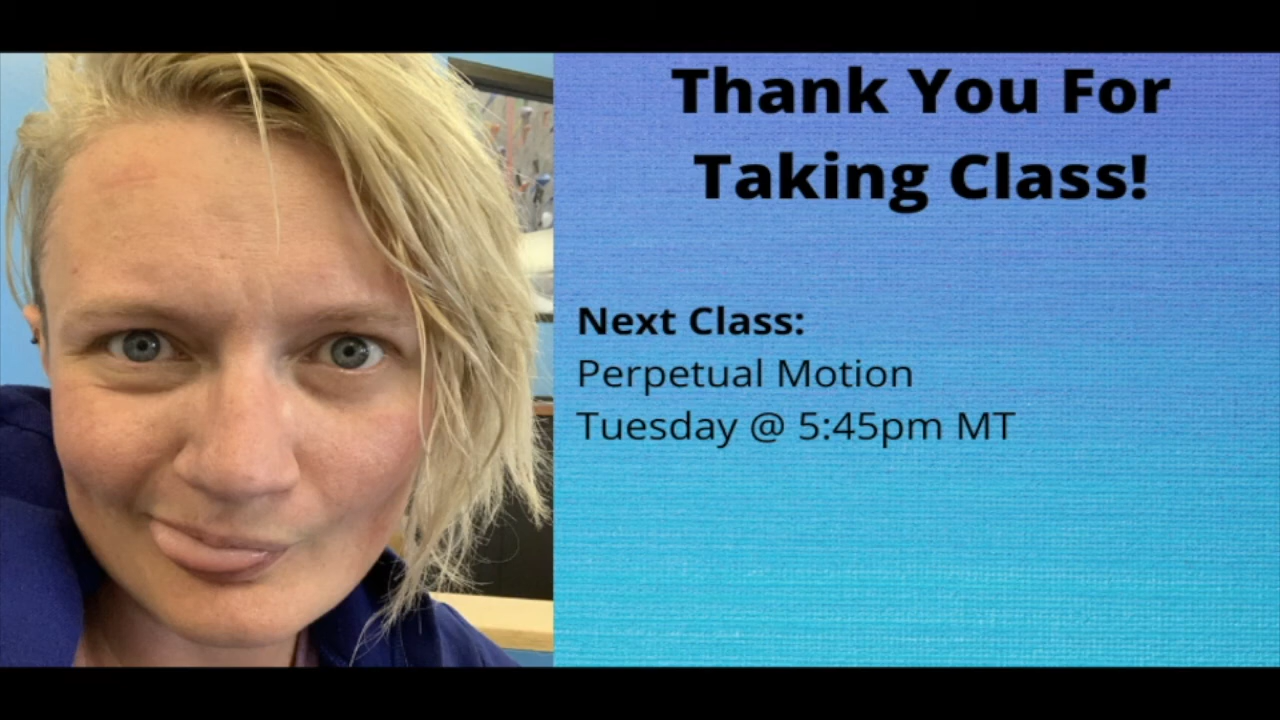 Thank You For
Taking Class!
Next Class:
Perpetual Motion
Tuesday @ 5:45pm MT